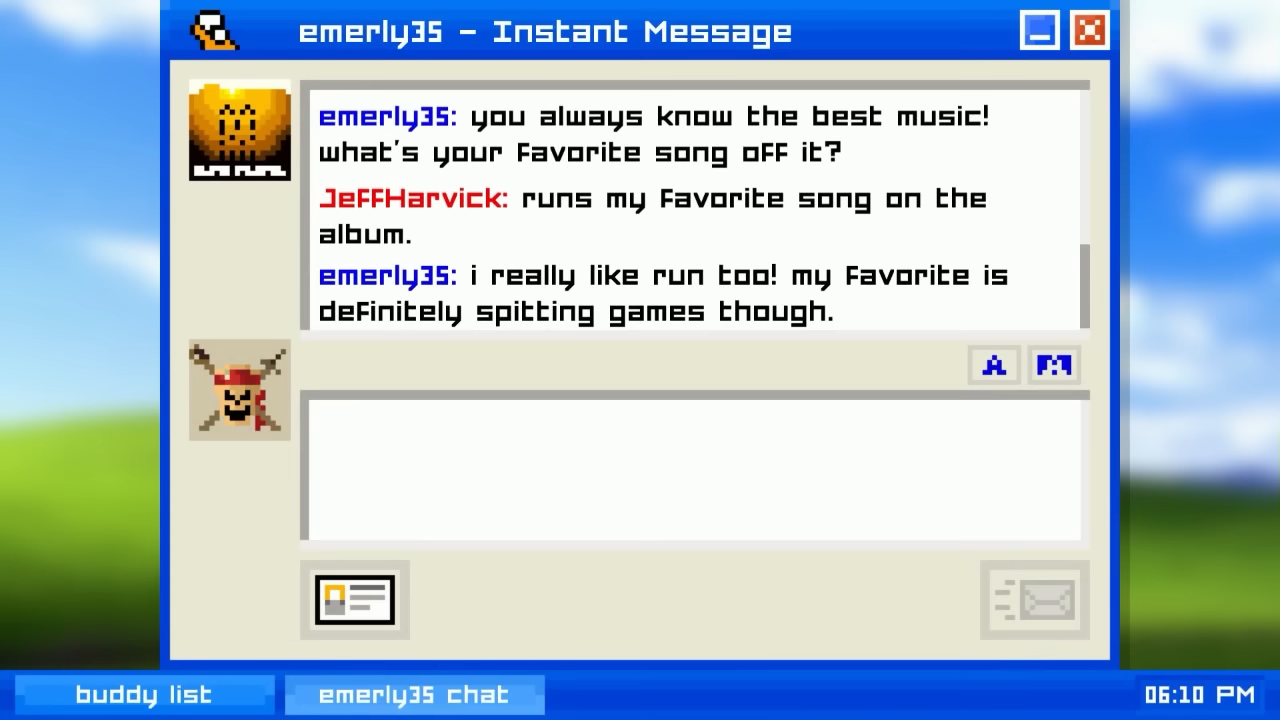 emerly35 - Instant Message
emerly35: you always know the best music!
what's your favorite song off it?
JeffHarvick: runs my favorite song on the
album.
emerly35: i really like run too! my favorite is
definitely spitting games though.
A
buddy list
emerly35 chat
06:10 PM